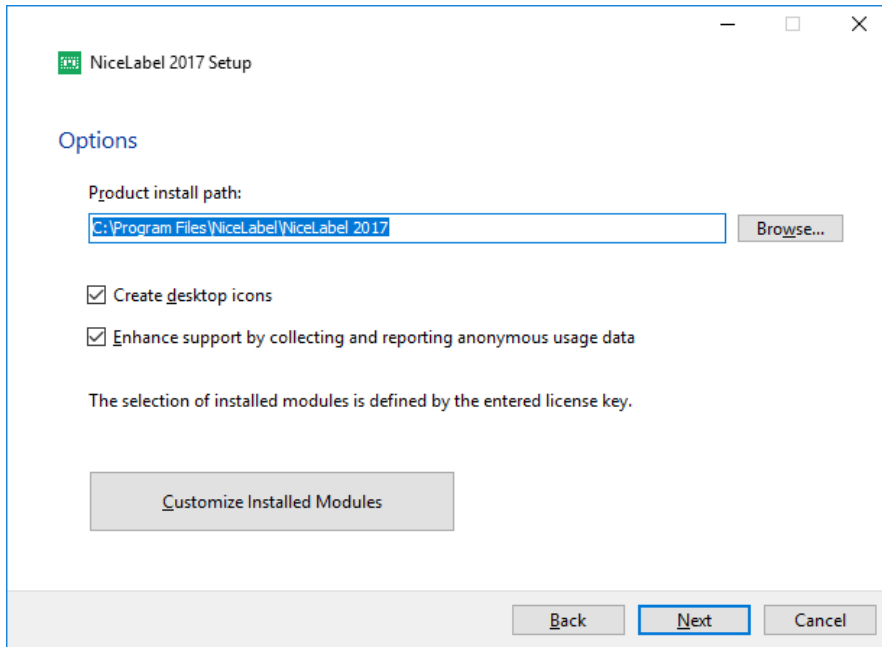 NiceLabel 2017 Setup
Options
Product install path:
C:\Program Files\NiceLabel\NiceLabel 2017
Browse...
Create desktop icons
Enhance support by collecting and reporting anonymous usage data
The selection of installed modules is defined by the entered license key.
Customize Installed Modules
Back Next Cancel